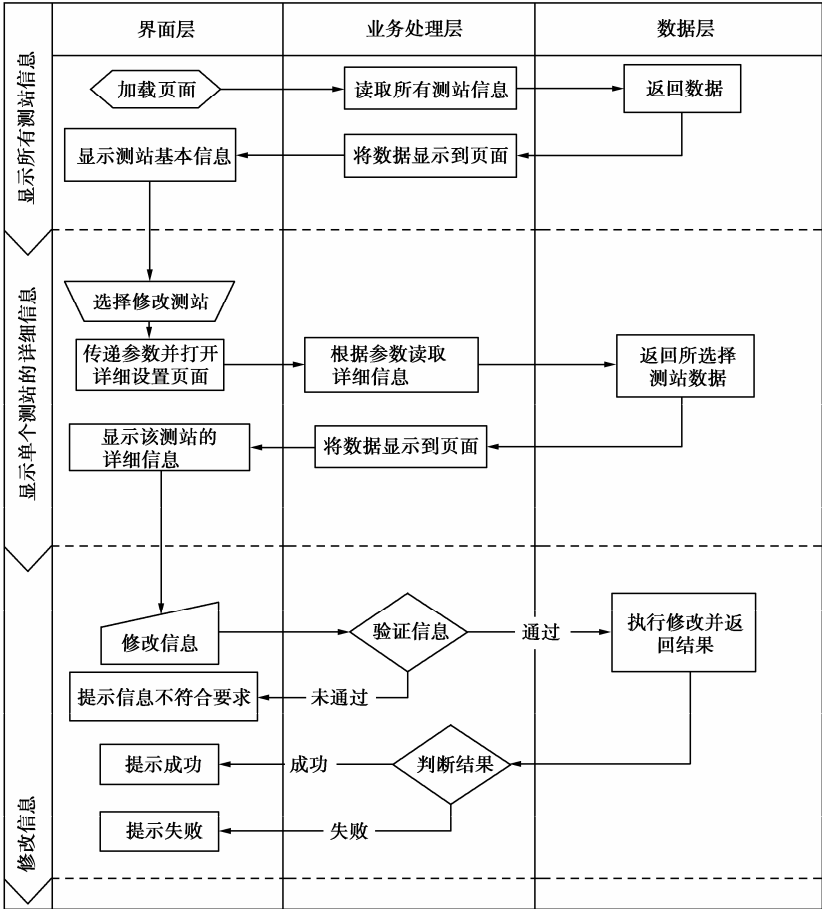 界面层
业务处理层
数据层
显示所有测站信息
加载页面
读取所有测站信息
返回数据
显示测站基本信息
将数据显示到页面
显示单个测站的详细信息
选择修改测站
传递参数并打开
详细设置页面
根据参数读取
详细信息
返回所选择
测站数据
显示该测站的
详细信息
将数据显示到页面
修改信息
修改信息
验证信息
通过
执行修改并返
回结果
提示信息不符合要求
未通过
提示成功
成功
判断结果
提示失败
失败